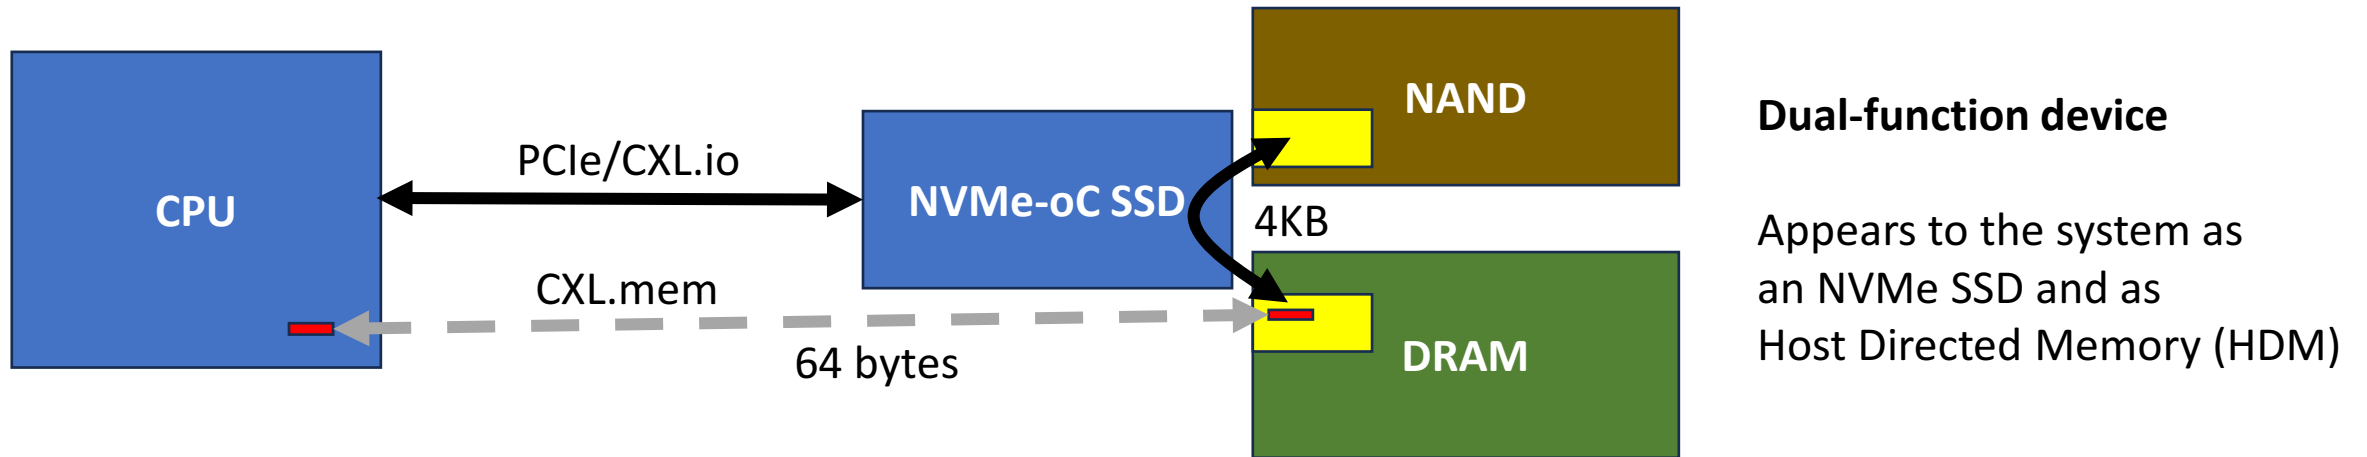 CPU
PCIe/CXL.io
CXL.mem
64 bytes
NVMe-oC SSD
NAND
4KB
DRAM
Dual-function device
Appears to the system as
an NVMe SSD and as
Host Directed Memory (HDM)